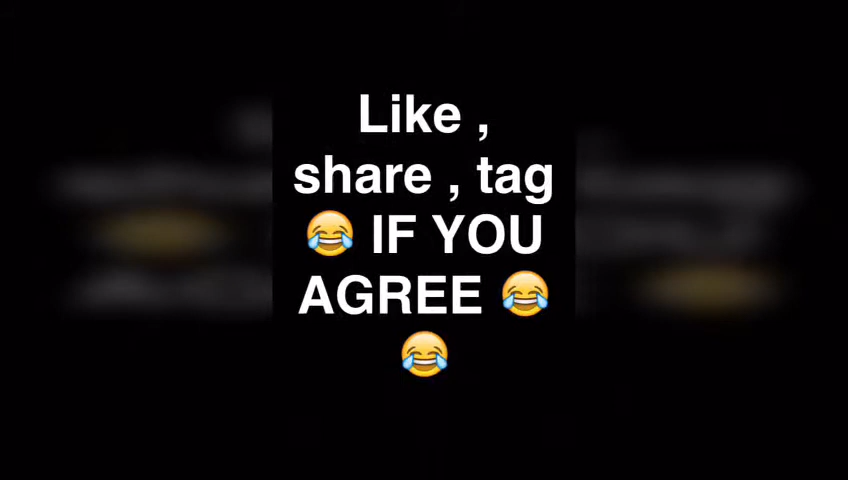 Like ,
share , tag
😂 IF YOU
AGREE 😂
😂